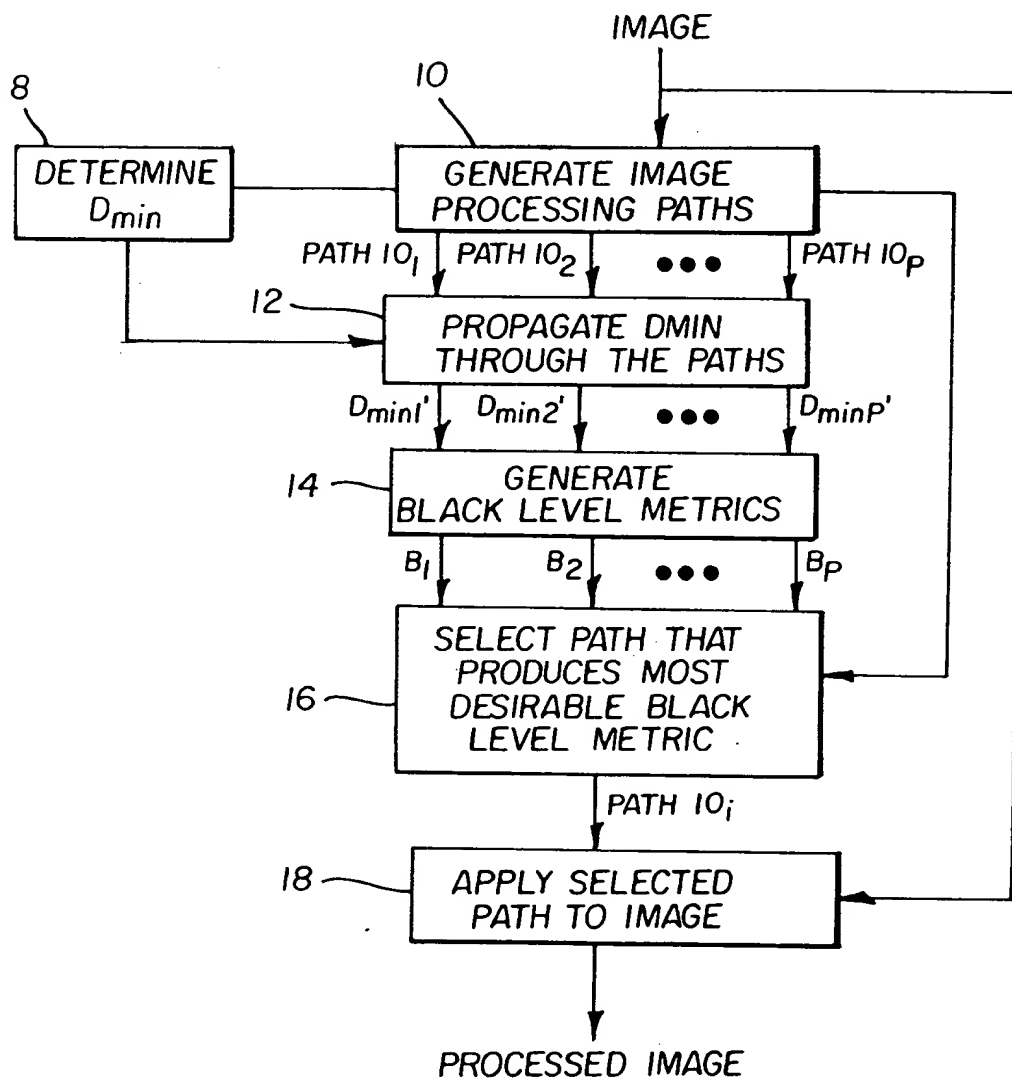 IMAGE
10
8
DETERMINE
Dmin
GENERATE IMAGE
PROCESSING PATHS
PATH 10₁ PATH 10₂ ●●● PATH 10P
12
PROPAGATE DMIN
THROUGH THE PATHS
Dmin1' Dmin2' ●●● DminP'
14
GENERATE
BLACK LEVEL METRICS
B₁ B₂ ●●● BP
SELECT PATH THAT
PRODUCES MOST
DESIRABLE BLACK
LEVEL METRIC
16
PATH 10i
18
APPLY SELECTED
PATH TO IMAGE
PROCESSED IMAGE